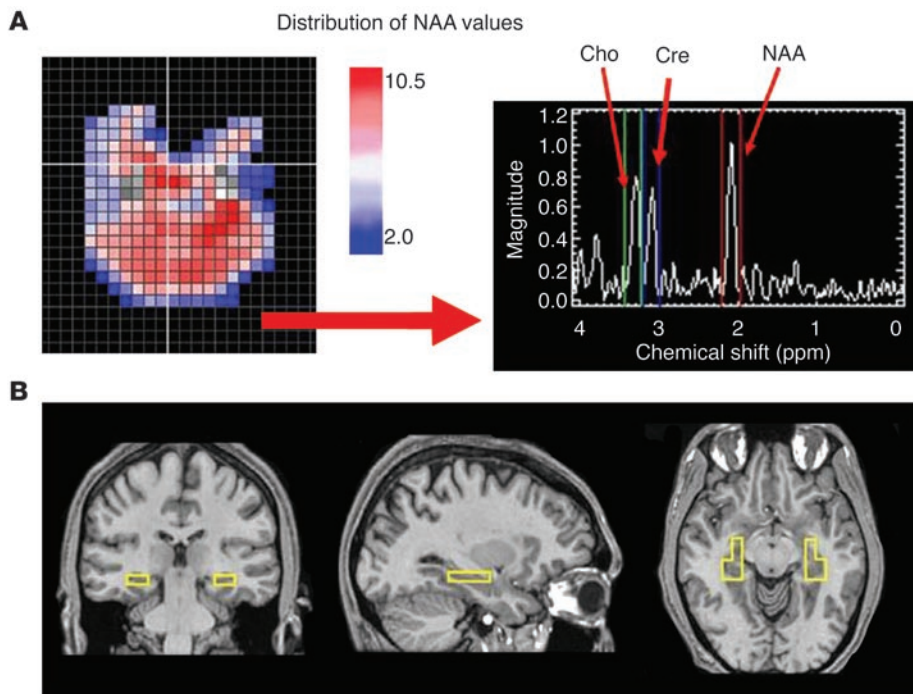 A
Distribution of NAA values
10.5
2.0
Cho
Cre
NAA
Magnitude
1.2
1.0
0.8
0.6
0.4
0.2
0.0
4 3 2 1 0
Chemical shift (ppm)
B